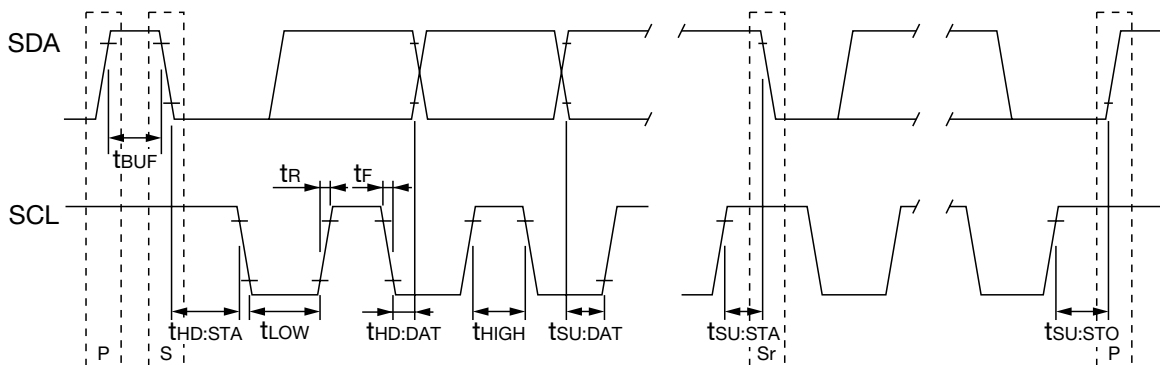 SDA
tBUF
tR
tF
SCL
tHD:STA
tLOW
tHD:DAT
tHIGH
tSU:DAT
tSU:STA
tSU:STO
P
S
Sr
P